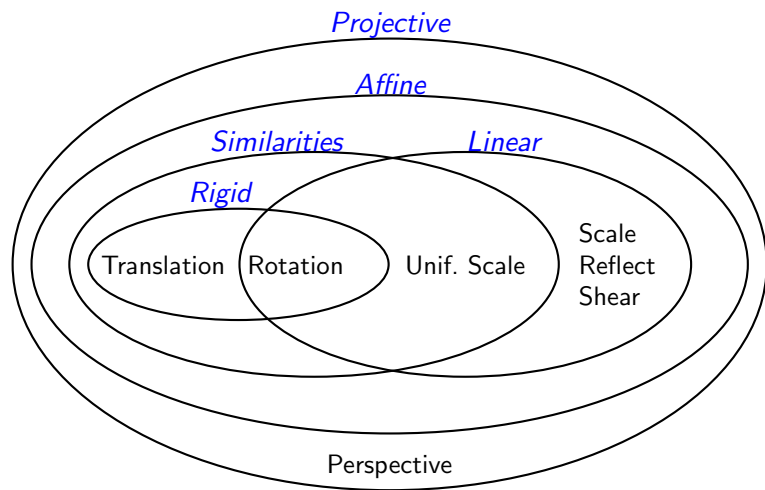 Projective
Affine
Similarities
Linear
Rigid
Translation
Rotation
Unif. Scale
Scale
Reflect
Shear
Perspective